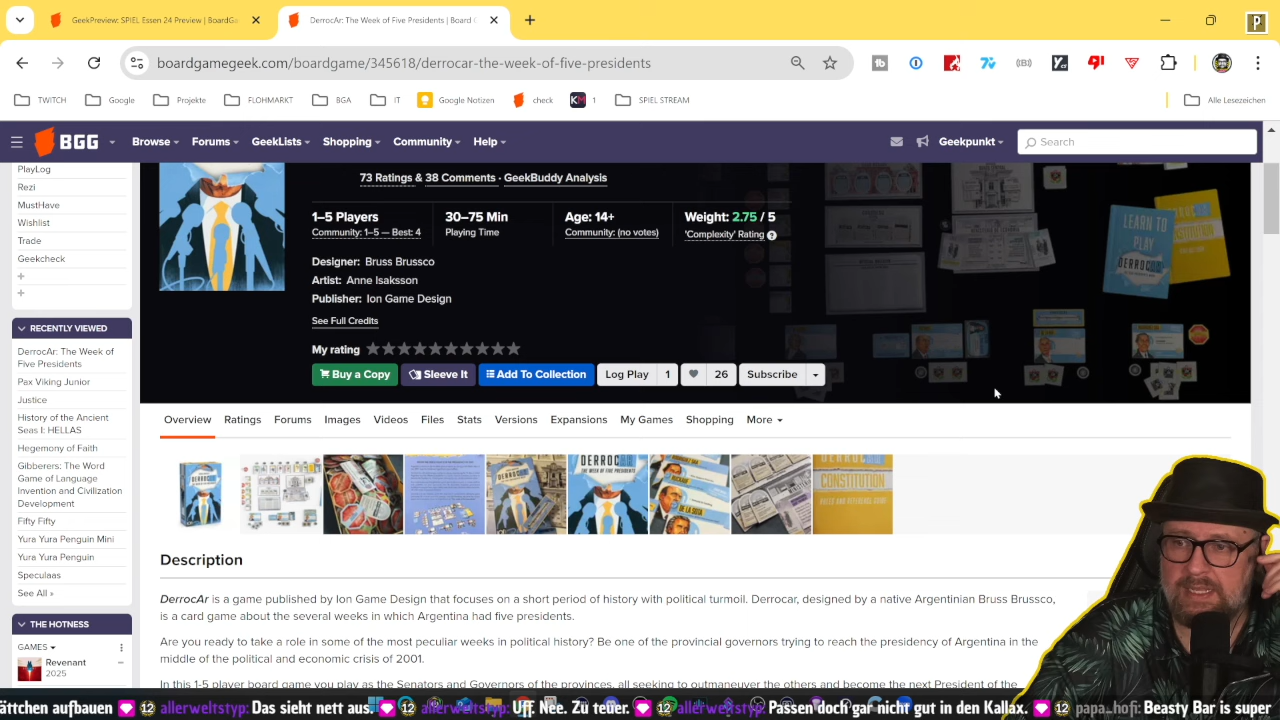 GeekPreview: SPIEL Essen 24 Preview | BoardGa
DerrocAr: The Week of Five Presidents | Board G
boardgamegeek.com/boardgame/345618/derrocar-the-week-of-five-presidents
TWITCH
Google
Projekte
FLOHMARKT
BGA
IT
Google Notizen
check
1
SPIEL STREAM
Alle Lesezeichen
BGG
Browse
Forums
GeekLists
Shopping
Community
Help
Geekpunkt
Search
PlayLog
Rezi
MustHave
Wishlist
Trade
Geekcheck
RECENTLY VIEWED
DerrocAr: The Week of
Five Presidents
Pax Viking Junior
Justice
History of the Ancient
Seas I: HELLAS
Hegemony of Faith
Gibberers: The Word
Game of Language
Invention and Civilization
Development
Fifty Fifty
Yura Yura Penguin Mini
Yura Yura Penguin
Speculaas
See All »
THE HOTNESS
GAMES
Revenant
2025
73 Ratings & 38 Comments · GeekBuddy Analysis
1–5 Players
Community: 1–5 — Best: 4
30–75 Min
Playing Time
Age: 14+
Community: (no votes)
Weight: 2.75 / 5
'Complexity' Rating
Designer: Bruss Brussco
Artist: Anne Isaksson
Publisher: Ion Game Design
See Full Credits
My rating
Buy a Copy
Sleeve It
Add To Collection
Log Play
1
26
Subscribe
LEARN TO
PLAY
Overview
Ratings
Forums
Images
Videos
Files
Stats
Versions
Expansions
My Games
Shopping
More
CONSTITUTION
DE LA SOTA
Description
DerrocAr is a game published by Ion Game Design that focuses on a short period of history with political turmoil. Derrocar, designed by a native Argentinian Bruss Brussco,
is a card game about the several weeks in which Argentina had five presidents.
Are you ready to take a role in some of the most peculiar weeks in political history? Be one of the provincial governors trying to reach the presidency of Argentina in the
middle of the political and economic crisis of 2001.
In this 1-5 player board game you play as the Senators and Governors of the provinces, all seeking to outmaneuver the others and become the next President of the
ättchen aufbauen 12 allerweltstyp: Das sieht nett aus 12 allerweltstyp: Uff. Nee. Zu teer. 12 allerweltstyp: Passen doch gar nicht gut in den Kallax. 12 papa_hofi: Beasty Bar is super